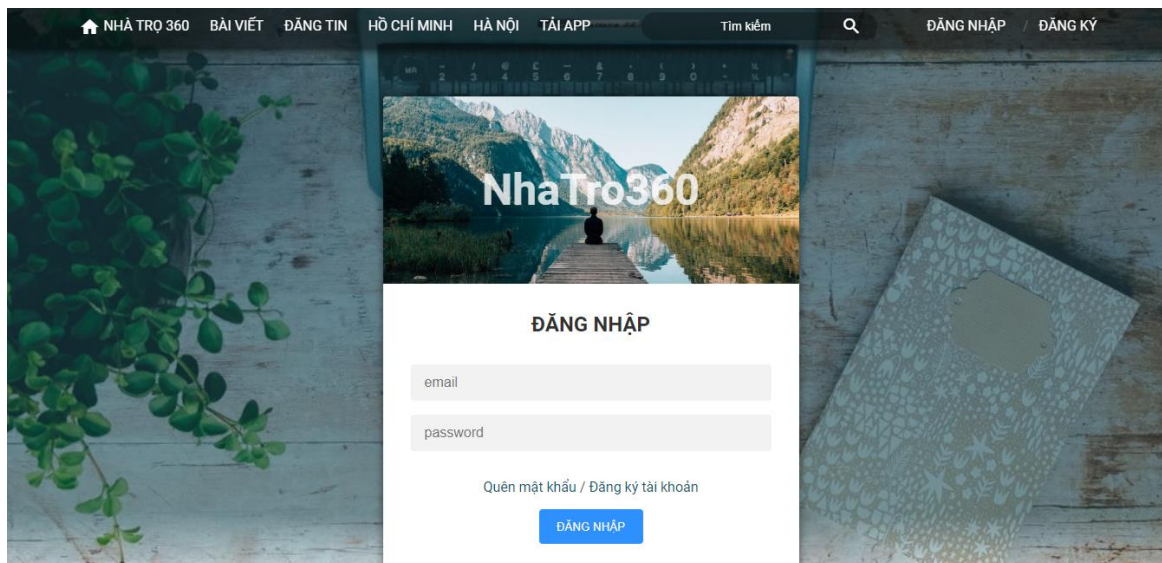 NHÀ TRỌ 360 BÀI VIẾT ĐĂNG TIN HỒ CHÍ MINH HÀ NỘI TẢI APP Tìm kiếm ĐĂNG NHẬP / ĐĂNG KÝ
NhaTro360
ĐĂNG NHẬP
email
password
Quên mật khẩu / Đăng ký tài khoản
ĐĂNG NHẬP